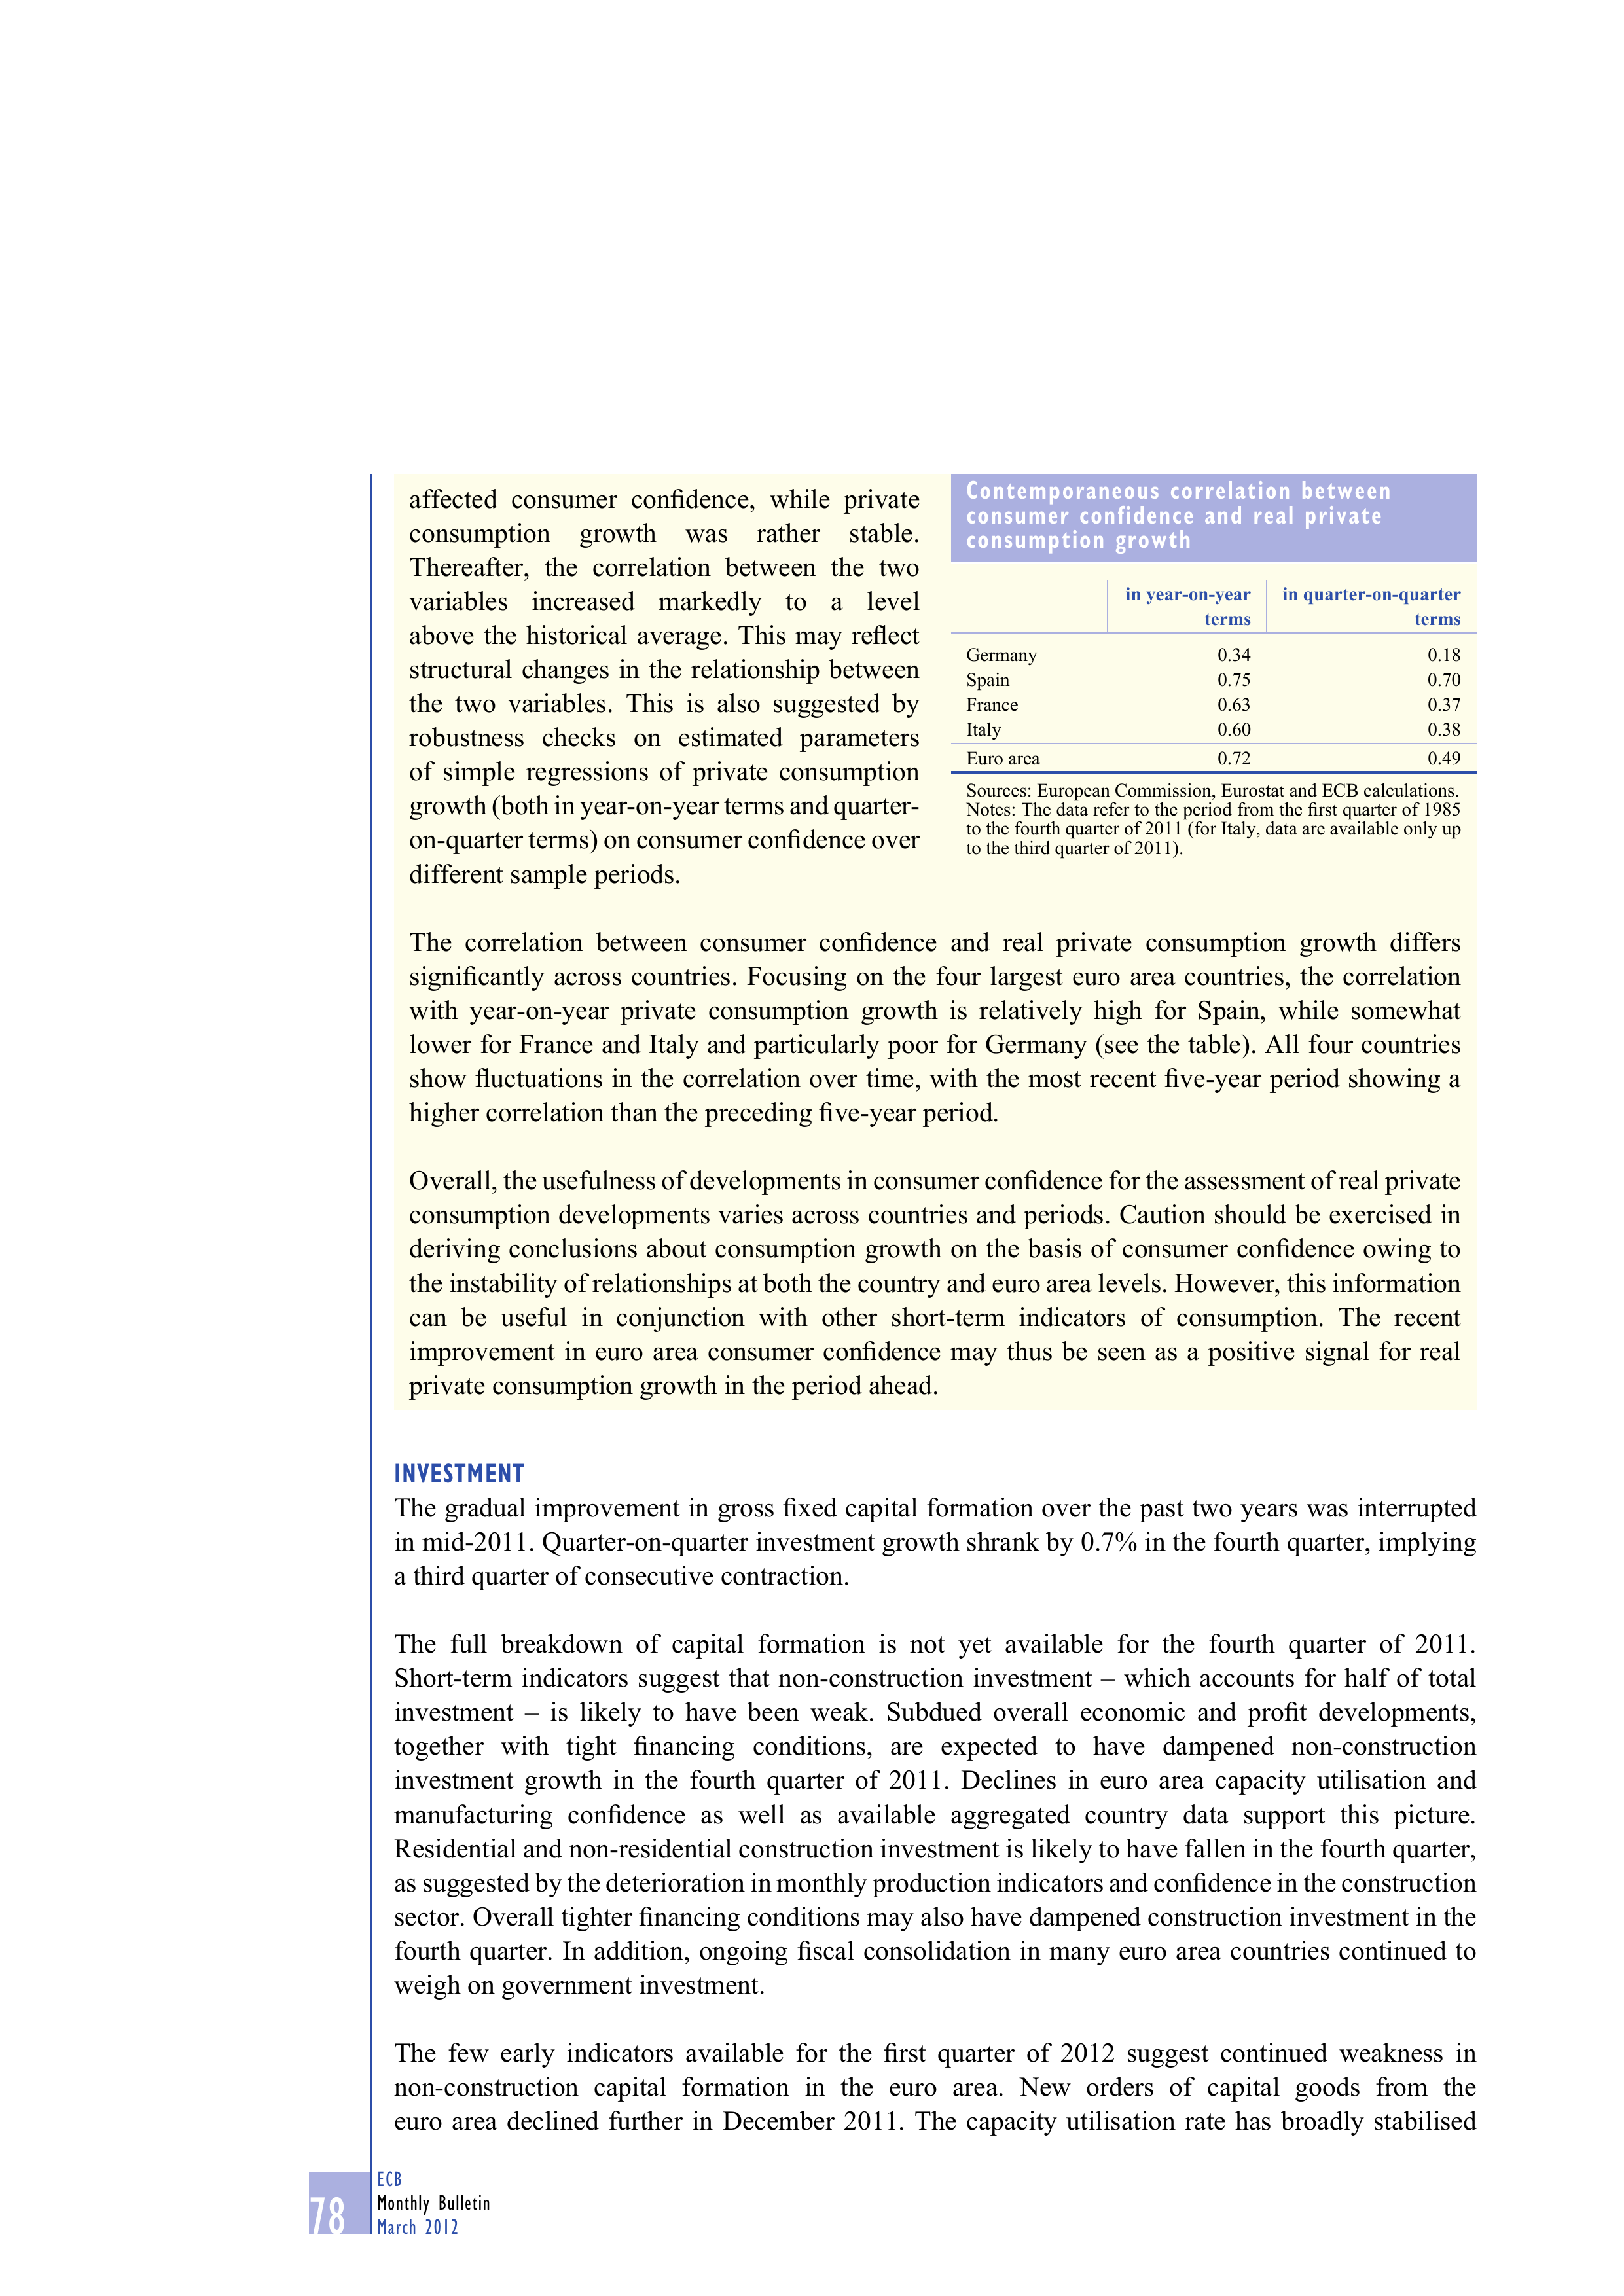 affected consumer confidence, while private
consumption growth was rather stable.
Thereafter, the correlation between the two
variables increased markedly to a level
above the historical average. This may reflect
structural changes in the relationship between
the two variables. This is also suggested by
robustness checks on estimated parameters
of simple regressions of private consumption
growth (both in year-on-year terms and quarter-
on-quarter terms) on consumer confidence over
different sample periods.
Contemporaneous correlation between
consumer confidence and real private
consumption growth
in year-on-year terms in quarter-on-quarter terms
Germany 0.34 0.18
Spain 0.75 0.70
France 0.63 0.37
Italy 0.60 0.38
Euro area 0.72 0.49
Sources: European Commission, Eurostat and ECB calculations.
Notes: The data refer to the period from the first quarter of 1985
to the fourth quarter of 2011 (for Italy, data are available only up
to the third quarter of 2011).
The correlation between consumer confidence and real private consumption growth differs
significantly across countries. Focusing on the four largest euro area countries, the correlation
with year-on-year private consumption growth is relatively high for Spain, while somewhat
lower for France and Italy and particularly poor for Germany (see the table). All four countries
show fluctuations in the correlation over time, with the most recent five-year period showing a
higher correlation than the preceding five-year period.
Overall, the usefulness of developments in consumer confidence for the assessment of real private
consumption developments varies across countries and periods. Caution should be exercised in
deriving conclusions about consumption growth on the basis of consumer confidence owing to
the instability of relationships at both the country and euro area levels. However, this information
can be useful in conjunction with other short-term indicators of consumption. The recent
improvement in euro area consumer confidence may thus be seen as a positive signal for real
private consumption growth in the period ahead.
INVESTMENT
The gradual improvement in gross fixed capital formation over the past two years was interrupted
in mid-2011. Quarter-on-quarter investment growth shrank by 0.7% in the fourth quarter, implying
a third quarter of consecutive contraction.
The full breakdown of capital formation is not yet available for the fourth quarter of 2011.
Short-term indicators suggest that non-construction investment – which accounts for half of total
investment – is likely to have been weak. Subdued overall economic and profit developments,
together with tight financing conditions, are expected to have dampened non-construction
investment growth in the fourth quarter of 2011. Declines in euro area capacity utilisation and
manufacturing confidence as well as available aggregated country data support this picture.
Residential and non-residential construction investment is likely to have fallen in the fourth quarter,
as suggested by the deterioration in monthly production indicators and confidence in the construction
sector. Overall tighter financing conditions may also have dampened construction investment in the
fourth quarter. In addition, ongoing fiscal consolidation in many euro area countries continued to
weigh on government investment.
The few early indicators available for the first quarter of 2012 suggest continued weakness in
non-construction capital formation in the euro area. New orders of capital goods from the
euro area declined further in December 2011. The capacity utilisation rate has broadly stabilised
78
ECB
Monthly Bulletin
March 2012